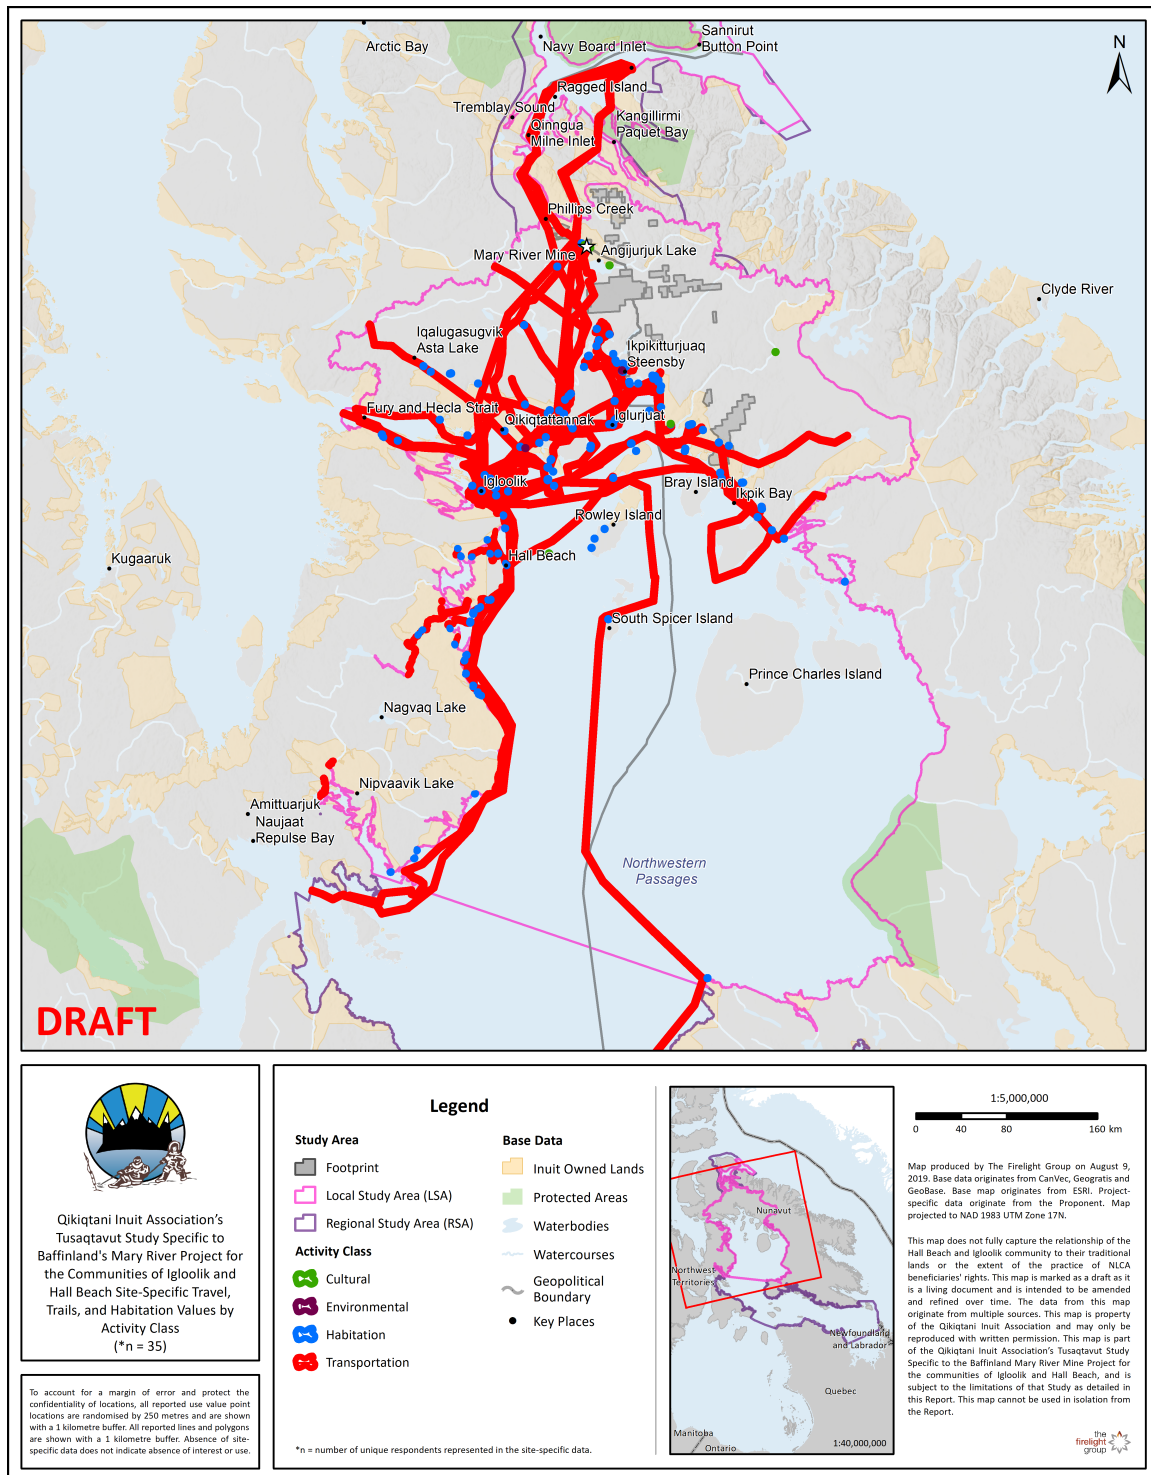 Sannirut
Button Point
Navy Board Inlet
Arctic Bay
N
Ragged Island
Tremblay Sound
Kangillirmi
Paquet Bay
Qinngua
Milne Inlet
Phillips Creek
Mary River Mine
Angijurjuk Lake
Clyde River
Iqalugasugvik
Asta Lake
Ikpikitturjuaq
Steensby
Fury and Hecla Strait
Qikiqtattannak
Iglurjuat
Igloolik
Bray Island
Ikpik Bay
Rowley Island
Hall Beach
Kugaaruk
South Spicer Island
Prince Charles Island
Nagvaq Lake
Nipvaavik Lake
Amittuarjuk
Naujaat
Repulse Bay
Northwestern
Passages
DRAFT
Qikiqtani Inuit Association's
Tusaqtavut Study Specific to
Baffinland's Mary River Project for
the Communities of Igloolik and
Hall Beach Site-Specific Travel,
Trails, and Habitation Values by
Activity Class
(*n = 35)
To account for a margin of error and protect the
confidentiality of locations, all reported use value point
locations are randomised by 250 metres and are shown
with a 1 kilometre buffer. All reported lines and polygons
are shown with a 1 kilometre buffer. Absence of site-
specific data does not indicate absence of interest or use.
Legend
Study Area
Footprint
Local Study Area (LSA)
Regional Study Area (RSA)
Activity Class
Cultural
Environmental
Habitation
Transportation
Base Data
Inuit Owned Lands
Protected Areas
Waterbodies
Watercourses
Geopolitical
Boundary
Key Places
*n = number of unique respondents represented in the site-specific data.
Nunavut
Northwest
Territories
Newfoundland
and Labrador
Quebec
Manitoba
Ontario
1:40,000,000
1:5,000,000
0 40 80 160 km
Map produced by The Firelight Group on August 9,
2019. Base data originates from CanVec, Geogratis and
GeoBase. Base map originates from ESRI. Project-
specific data originate from the Proponent. Map
projected to NAD 1983 UTM Zone 17N.
This map does not fully capture the relationship of the
Hall Beach and Igloolik community to their traditional
lands or the extent of the practice of NLCA
beneficiaries' rights. This map is marked as a draft as it
is a living document and is intended to be amended
and refined over time. The data from this map
originate from multiple sources. This map is property
of the Qikiqtani Inuit Association and may only be
reproduced with written permission. This map is part
of the Qikiqtani Inuit Association's Tusaqtavut Study
Specific to the Baffinland Mary River Mine Project for
the communities of Igloolik and Hall Beach, and is
subject to the limitations of that Study as detailed in
this Report. This map cannot be used in isolation from
the Report.
the
firelight
group